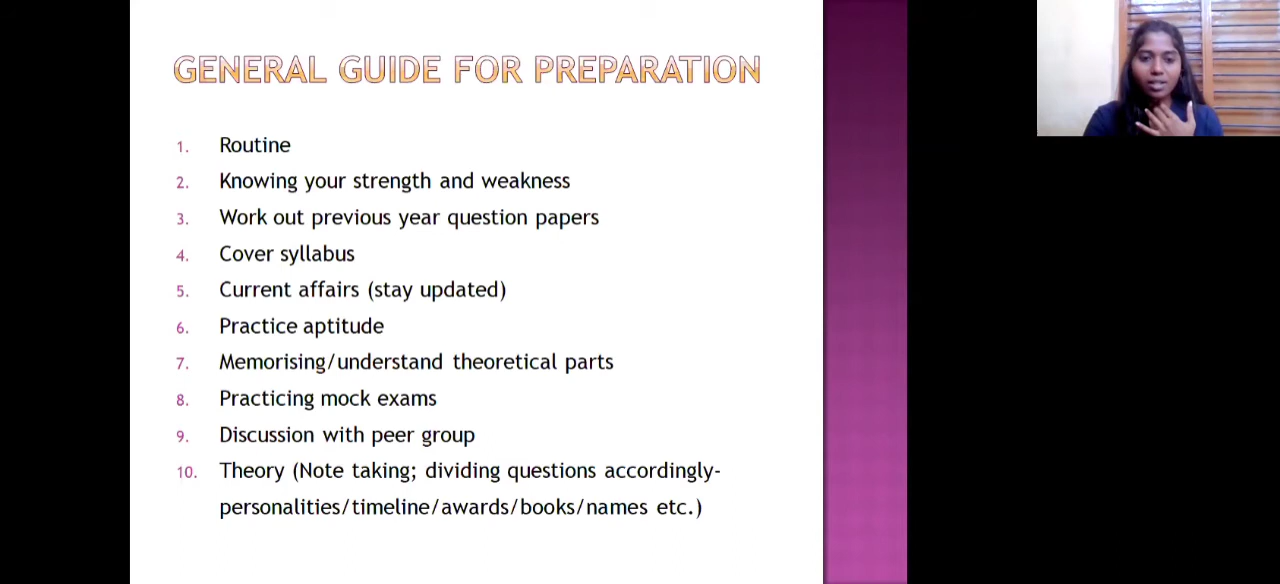 GENERAL GUIDE FOR PREPARATION
1. Routine
2. Knowing your strength and weakness
3. Work out previous year question papers
4. Cover syllabus
5. Current affairs (stay updated)
6. Practice aptitude
7. Memorising/understand theoretical parts
8. Practicing mock exams
9. Discussion with peer group
10. Theory (Note taking; dividing questions accordingly-
personalities/timeline/awards/books/names etc.)